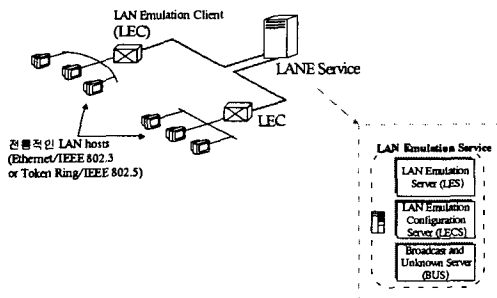 LAN Emulation Client
(LEC)
LANE Service
LEC
전통적인 LAN hosts
(Ethernet/IEEE 802.3
or Token Ring/IEEE 802.5)
LAN Emulation Service
LAN Emulation
Server (LES)
LAN Emulation
Configuration
Server (LECS)
Broadcast and
Unknown Server
(BUS)